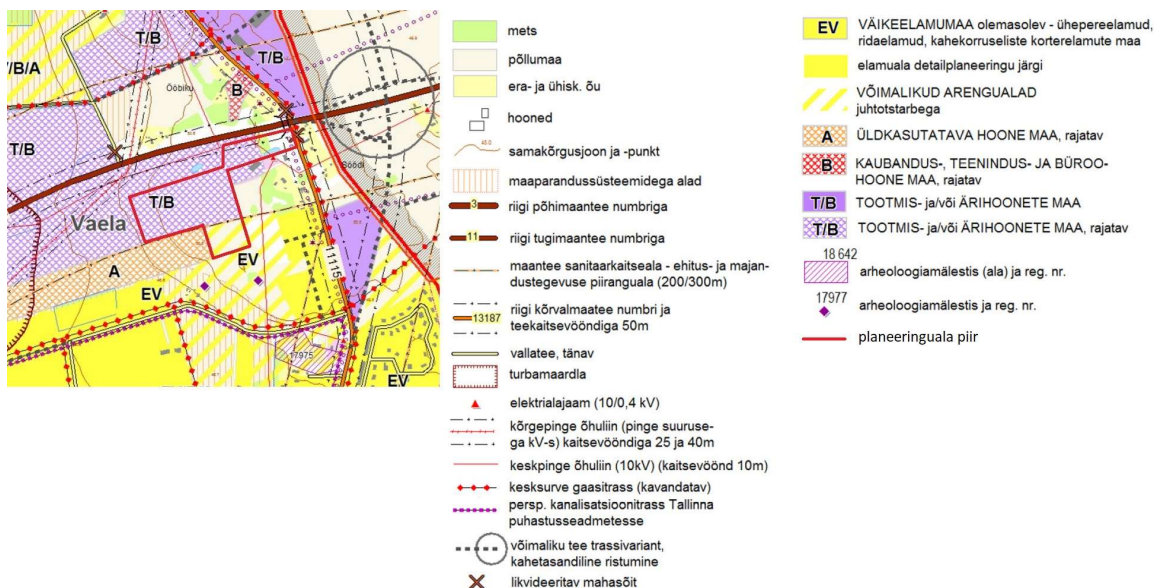 T/B
T/B
T/B/A
Ööbiku
B
T/B
Söödi
T/B
Vaela
A
EV
EV
11115
17975
EV
EV
mets
põllumaa
era- ja ühisk. õu
hooned
samakõrgusjoon ja -punkt
maaparandussüsteemidega alad
3
riigi põhimaantee numbriga
11
riigi tugimaantee numbriga
maantee sanitaarkaitseala - ehitus- ja majan-
dustegevuse piiranguala (200/300m)
13187
riigi kõrvalmaatee numbri ja
teekaitsevööndiga 50m
vallatee, tänav
turbamaardla
elektrialajaam (10/0,4 kV)
kõrgepinge õhuliin (pinge suuruse-
ga kV-s) kaitsevööndiga 25 ja 40m
keskpinge õhuliin (10kV) (kaitsevöönd 10m)
kesksurve gaasitrass (kavandatav)
persp. kanalisatsioonitrass Tallinna
puhastusseadmetesse
võimaliku tee trassivariant,
kahetasandiline ristumine
likvideeritav mahasõit
EV
VÄIKEELAMUMAA olemasolev - ühepereelamud,
ridaelamud, kahekorruseliste korterelamute maa
elamuala detailplaneeringu järgi
VÕIMALIKUD ARENGUALAD
juhtotstarbega
A
ÜLDKASUTATAVA HOONE MAA, rajatav
B
KAUBANDUS-, TEENINDUS- JA BÜROO-
HOONE MAA, rajatav
T/B
TOOTMIS- ja/või ÄRIHOONETE MAA
T/B
TOOTMIS- ja/või ÄRIHOONETE MAA, rajatav
18 642
arheoloogiamälestis (ala) ja reg. nr.
17977
arheoloogiamälestis ja reg. nr.
planeeringuala piir